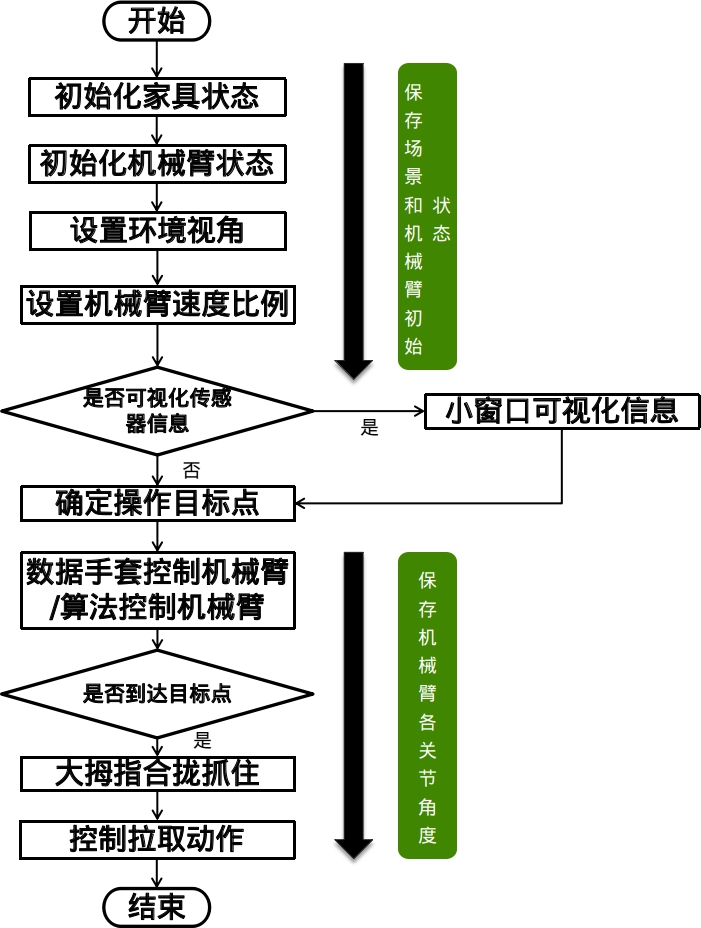 开始
初始化家具状态
初始化机械臂状态
设置环境视角
设置机械臂速度比例
保存场景和机械臂初始
状态
是否可视化传感
器信息
是
小窗口可视化信息
否
确定操作目标点
数据手套控制机械臂
/算法控制机械臂
保存机械臂各关节角度
是否到达目标点
是
大拇指合拢抓住
控制拉取动作
结束